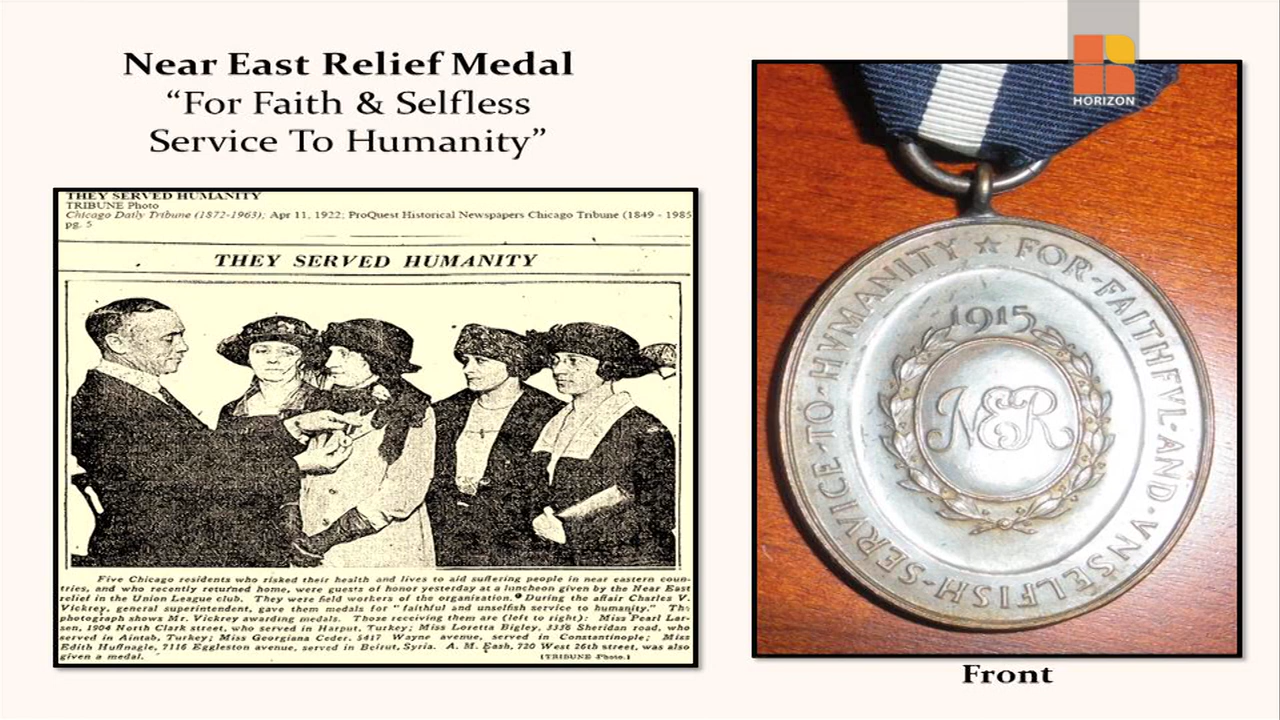 Near East Relief Medal
“For Faith & Selfless
Service To Humanity”
THEY SERVED HUMANITY
TRIBUNE Photo
Chicago Daily Tribune (1872-1963); Apr 11, 1922; ProQuest Historical Newspapers Chicago Tribune (1849 - 1985
pg. 5
THEY SERVED HUMANITY
Five Chicago residents who risked their health and lives to aid suffering people in near eastern coun-
tries, and who recently returned home, were guests of honor yesterday at a luncheon given by the Near East
relief in the Union League club. They were field workers of the organization. During the affair Charles V.
Vickrey, general superintendent, gave them medals for "faithful and unselfish service to humanity." Th
photograph shows Mr. Vickrey awarding medals. Those receiving them are (left to right): Miss Pearl Lar-
sen, 1904 North Clark street, who served in Harput, Turkey; Miss Loretta Bigley, 3338 Sheridan road, who
served in Aintab, Turkey; Miss Georgiana Ceder, 5417 Wayne avenue, served in Constantinople; Miss
Edith Huffnagle, 7116 Eggleston avenue, served in Beirut, Syria. A. M. Eash, 720 West 26th street, was also
given a medal.
(TRIBUNE Photo.)
HORIZON
FOR·FAITHFVL·AND·VNSELFISH·SERVICE·TO·HVMANITY
1915
NER
Front